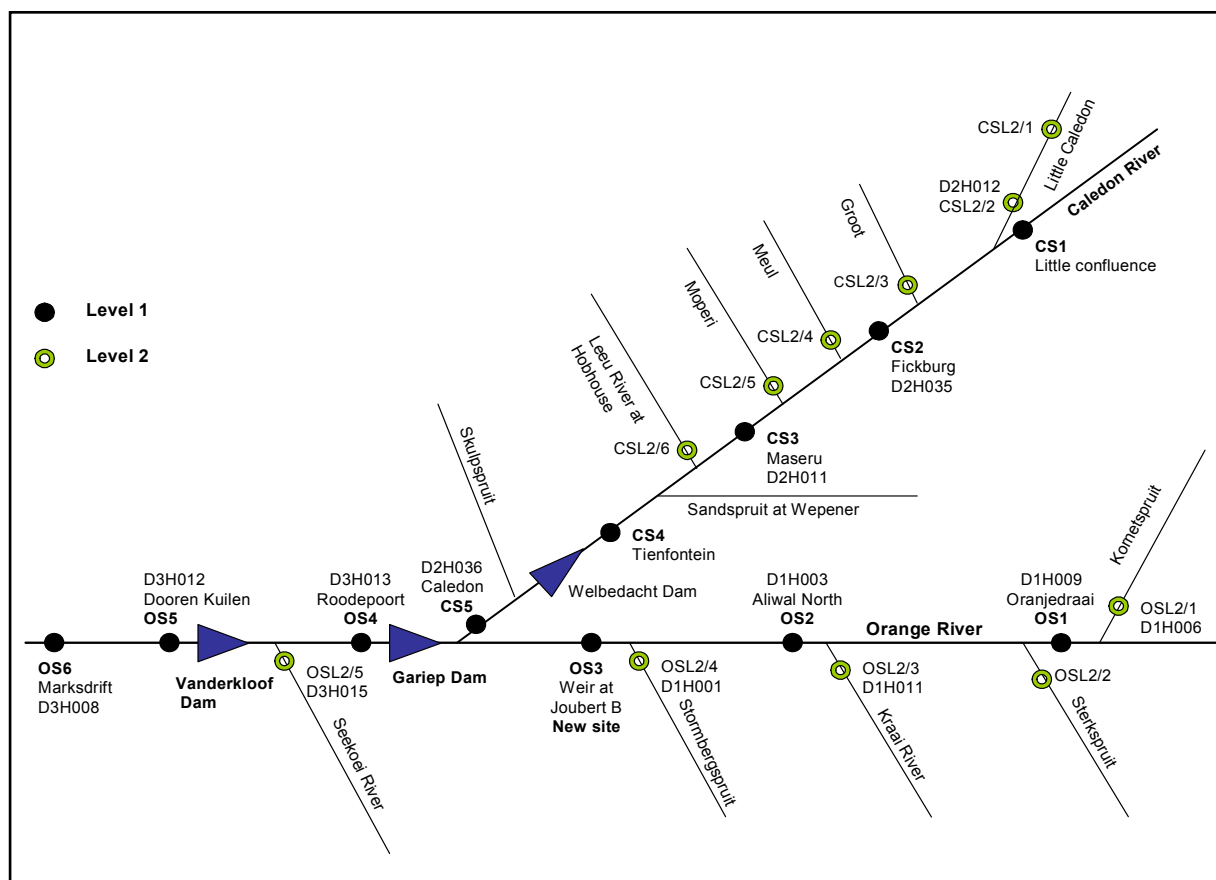 CSL2/1
Little Caledon
Caledon River
D2H012
CSL2/2
CS1
Little confluence
Groot
CSL2/3
Meul
CSL2/4
CS2
Fickburg
D2H035
Moperi
CSL2/5
Level 1
Level 2
Leeu River at
Hobhouse
CSL2/6
CS3
Maseru
D2H011
Skulpspruit
Sandspruit at Wepener
CS4
Tienfontein
Welbedacht Dam
D2H036
Caledon
CS5
Kornetspruit
OSL2/1
D1H006
D3H012
Dooren Kuilen
OS5
D3H013
Roodepoort
OS4
D1H003
Aliwal North
OS2
Orange River
D1H009
Oranjedraai
OS1
OS6
Marksdrift
D3H008
Vanderkloof
Dam
OSL2/5
D3H015
Seekoei River
Gariep Dam
OS3
Weir at
Joubert B
New site
OSL2/4
D1H001
Stormbergspruit
OSL2/3
D1H011
Kraai River
OSL2/2
Sterkspruit